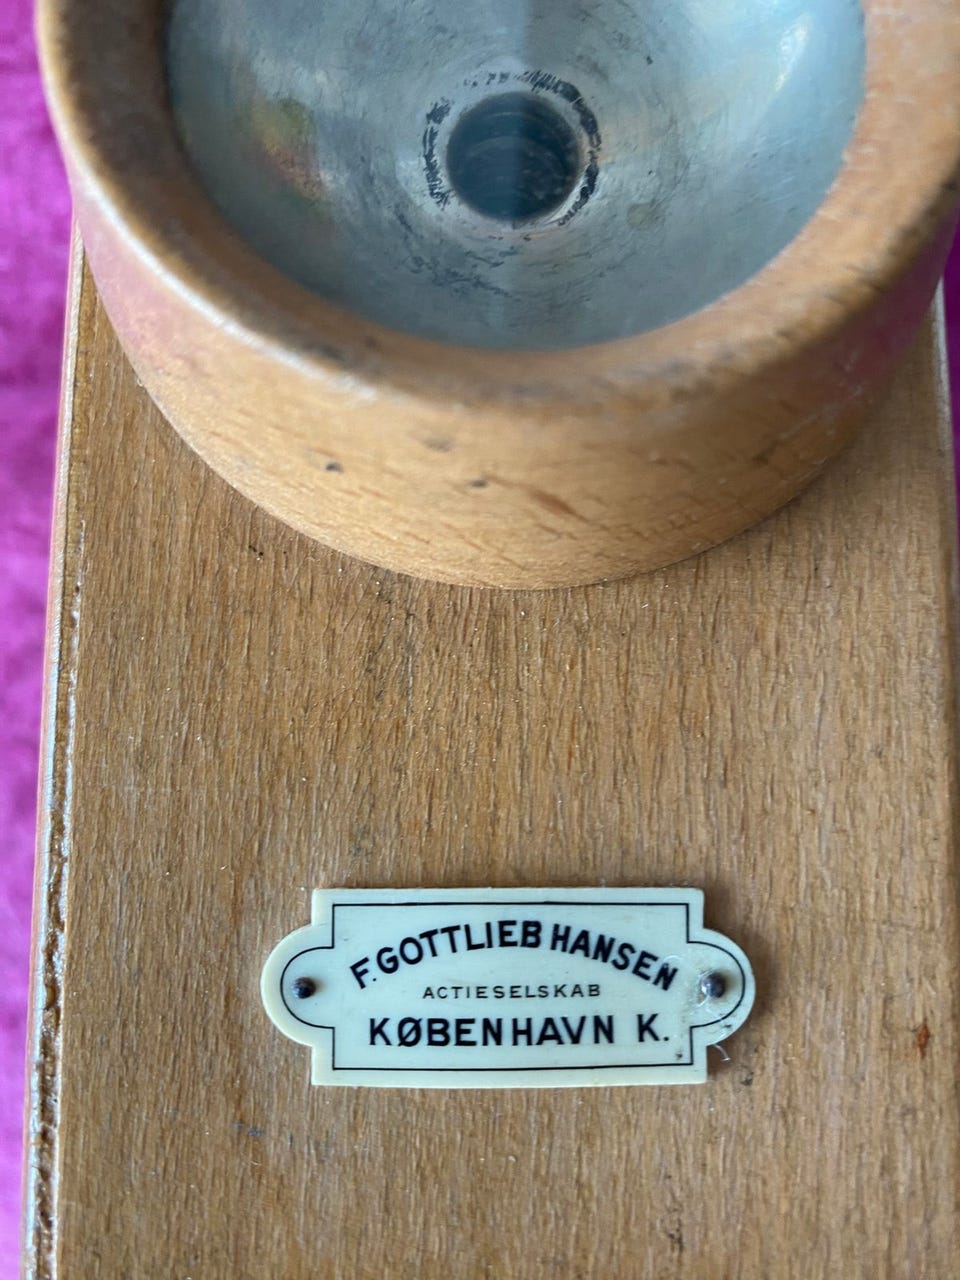 F. GOTTLIEB HANSEN
ACTIESELSKAB
KØBENHAVN K.